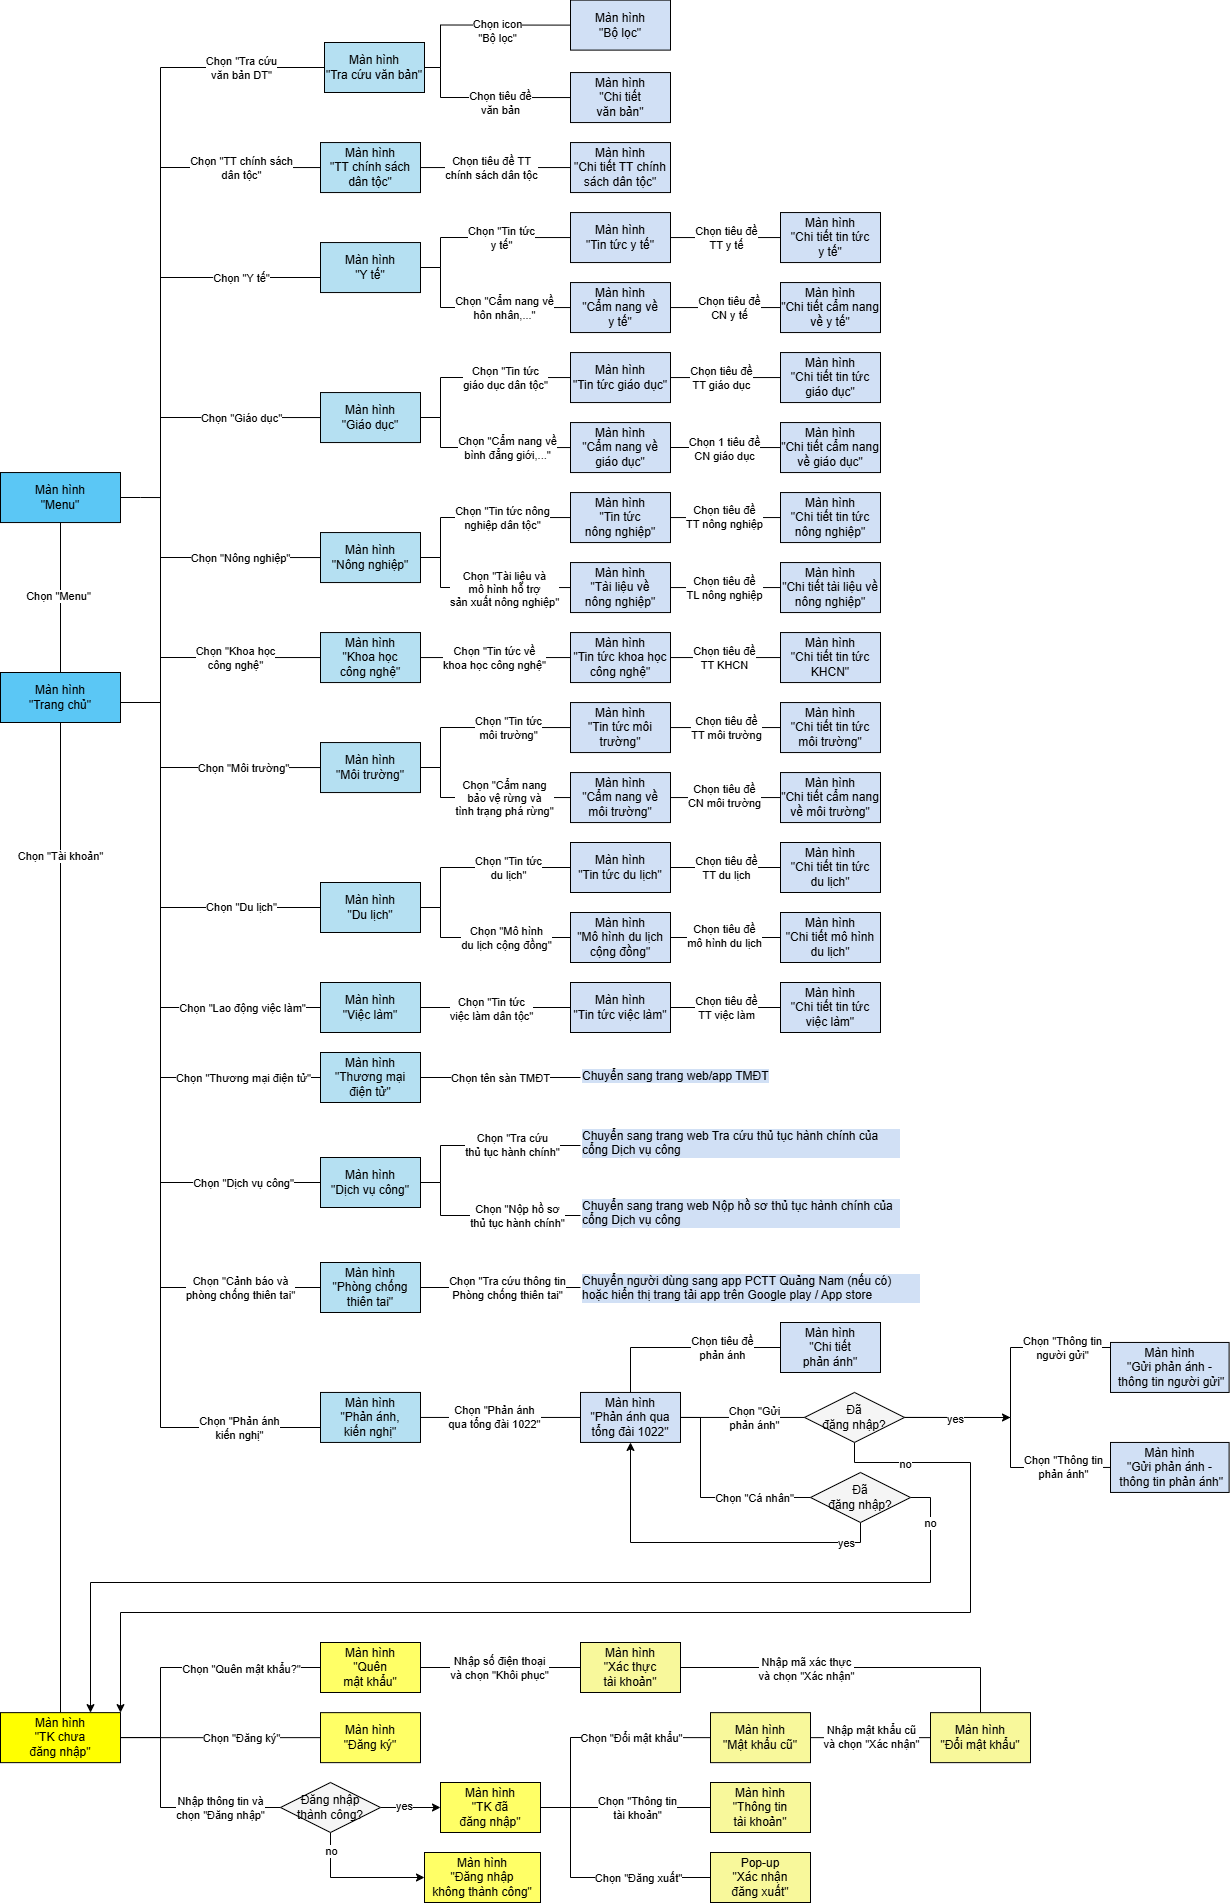 Chọn icon
"Bộ lọc"
Màn hình
"Bộ lọc"
Chọn "Tra cứu
văn bản DT"
Màn hình
"Tra cứu văn bản"
Chọn tiêu đề
văn bản
Màn hình
"Chi tiết
văn bản"
Chọn "TT chính sách
dân tộc"
Màn hình
"TT chính sách
dân tộc"
Chọn tiêu đề TT
chính sách dân tộc
Màn hình
"Chi tiết TT chính
sách dân tộc"
Chọn "Y tế"
Màn hình
"Y tế"
Chọn "Tin tức
y tế"
Màn hình
"Tin tức y tế"
Chọn tiêu đề
TT y tế
Màn hình
"Chi tiết tin tức
y tế"
Chọn "Cẩm nang về
hôn nhân,..."
Màn hình
"Cẩm nang về
y tế"
Chọn tiêu đề
CN y tế
Màn hình
"Chi tiết cẩm nang
về y tế"
Chọn "Giáo dục"
Màn hình
"Giáo dục"
Chọn "Tin tức
giáo dục dân tộc"
Màn hình
"Tin tức giáo dục"
Chọn tiêu đề
TT giáo dục
Màn hình
"Chi tiết tin tức
giáo dục"
Chọn "Cẩm nang về
bình đẳng giới,..."
Màn hình
"Cẩm nang về
giáo dục"
Chọn 1 tiêu đề
CN giáo dục
Màn hình
"Chi tiết cẩm nang
về giáo dục"
Màn hình
"Menu"
Chọn "Menu"
Màn hình
"Trang chủ"
Chọn "Tài khoản"
Chọn "Nông nghiệp"
Màn hình
"Nông nghiệp"
Chọn "Tin tức nông
nghiệp dân tộc"
Màn hình
"Tin tức
nông nghiệp"
Chọn tiêu đề
TT nông nghiệp
Màn hình
"Chi tiết tin tức
nông nghiệp"
Chọn "Tài liệu và
mô hình hỗ trợ
sản xuất nông nghiệp"
Màn hình
"Tài liệu về
nông nghiệp"
Chọn tiêu đề
TL nông nghiệp
Màn hình
"Chi tiết tài liệu về
nông nghiệp"
Chọn "Khoa học
công nghệ"
Màn hình
"Khoa học
công nghệ"
Chọn "Tin tức về
khoa học công nghệ"
Màn hình
"Tin tức khoa học
công nghệ"
Chọn tiêu đề
TT KHCN
Màn hình
"Chi tiết tin tức
KHCN"
Chọn "Môi trường"
Màn hình
"Môi trường"
Chọn "Tin tức
môi trường"
Màn hình
"Tin tức môi
trường"
Chọn tiêu đề
TT môi trường
Màn hình
"Chi tiết tin tức
môi trường"
Chọn "Cẩm nang
bảo vệ rừng và
tình trạng phá rừng"
Màn hình
"Cẩm nang về
môi trường"
Chọn tiêu đề
CN môi trường
Màn hình
"Chi tiết cẩm nang
về môi trường"
Chọn "Du lịch"
Màn hình
"Du lịch"
Chọn "Tin tức
du lịch"
Màn hình
"Tin tức du lịch"
Chọn tiêu đề
TT du lịch
Màn hình
"Chi tiết tin tức
du lịch"
Chọn "Mô hình
du lịch cộng đồng"
Màn hình
"Mô hình du lịch
cộng đồng"
Chọn tiêu đề
mô hình du lịch
Màn hình
"Chi tiết mô hình
du lịch"
Chọn "Lao động việc làm"
Màn hình
"Việc làm"
Chọn "Tin tức
việc làm dân tộc"
Màn hình
"Tin tức việc làm"
Chọn tiêu đề
TT việc làm
Màn hình
"Chi tiết tin tức
việc làm"
Chọn "Thương mại điện tử"
Màn hình
"Thương mại
điện tử"
Chọn tên sàn TMĐT
Chuyển sang trang web/app TMĐT
Chọn "Dịch vụ công"
Màn hình
"Dịch vụ công"
Chọn "Tra cứu
thủ tục hành chính"
Chuyển sang trang web Tra cứu thủ tục hành chính của
cổng Dịch vụ công
Chọn "Nộp hồ sơ
thủ tục hành chính"
Chuyển sang trang web Nộp hồ sơ thủ tục hành chính của
cổng Dịch vụ công
Chọn "Cảnh báo và
phòng chống thiên tai"
Màn hình
"Phòng chống
thiên tai"
Chọn "Tra cứu thông tin
Phòng chống thiên tai"
Chuyển người dùng sang app PCTT Quảng Nam (nếu có)
hoặc hiển thị trang tải app trên Google play / App store
Chọn tiêu đề
phản ánh
Màn hình
"Chi tiết
phản ánh"
Chọn "Phản ánh
kiến nghị"
Màn hình
"Phản ánh,
kiến nghị"
Chọn "Phản ánh
qua tổng đài 1022"
Màn hình
"Phản ánh qua
tổng đài 1022"
Chọn "Gửi
phản ánh"
Đã
đăng nhập?
yes
no
Chọn "Thông tin
người gửi"
Màn hình
"Gửi phản ánh -
thông tin người gửi"
Chọn "Thông tin
phản ánh"
Màn hình
"Gửi phản ánh -
thông tin phản ánh"
Chọn "Cá nhân"
Đã
đăng nhập?
no
yes
Chọn "Quên mật khẩu?"
Màn hình
"Quên
mật khẩu"
Nhập số điện thoại
và chọn "Khôi phục"
Màn hình
"Xác thực
tài khoản"
Nhập mã xác thực
và chọn "Xác nhận"
Màn hình
"TK chưa
đăng nhập"
Chọn "Đăng ký"
Màn hình
"Đăng ký"
Chọn "Đổi mật khẩu"
Màn hình
"Mật khẩu cũ"
Nhập mật khẩu cũ
và chọn "Xác nhận"
Màn hình
"Đổi mật khẩu"
Nhập thông tin và
chọn "Đăng nhập"
Đăng nhập
thành công?
yes
Màn hình
"TK đã
đăng nhập"
Chọn "Thông tin
tài khoản"
Màn hình
"Thông tin
tài khoản"
no
Màn hình
"Đăng nhập
không thành công"
Chọn "Đăng xuất"
Pop-up
"Xác nhận
đăng xuất"